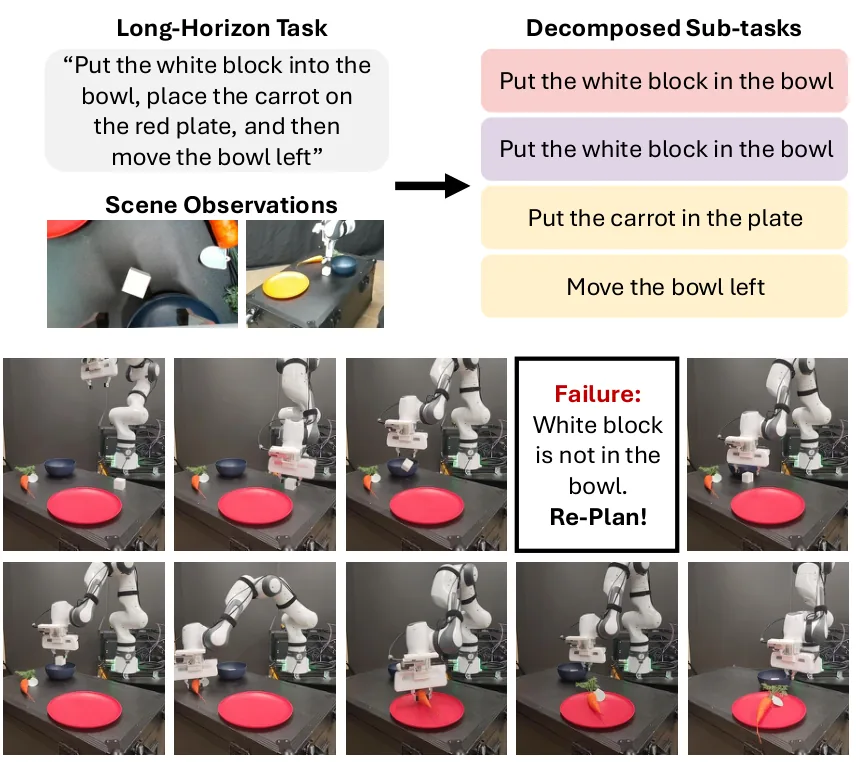 Long-Horizon Task
“Put the white block into the
bowl, place the carrot on
the red plate, and then
move the bowl left”
Scene Observations
Decomposed Sub-tasks
Put the white block in the bowl
Put the white block in the bowl
Put the carrot in the plate
Move the bowl left
Failure:
White block
is not in the
bowl.
Re-Plan!